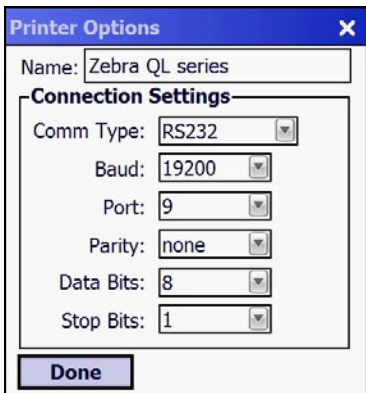 Printer Options
Name: Zebra QL series
Connection Settings
Comm Type: RS232
Baud: 19200
Port: 9
Parity: none
Data Bits: 8
Stop Bits: 1
Done